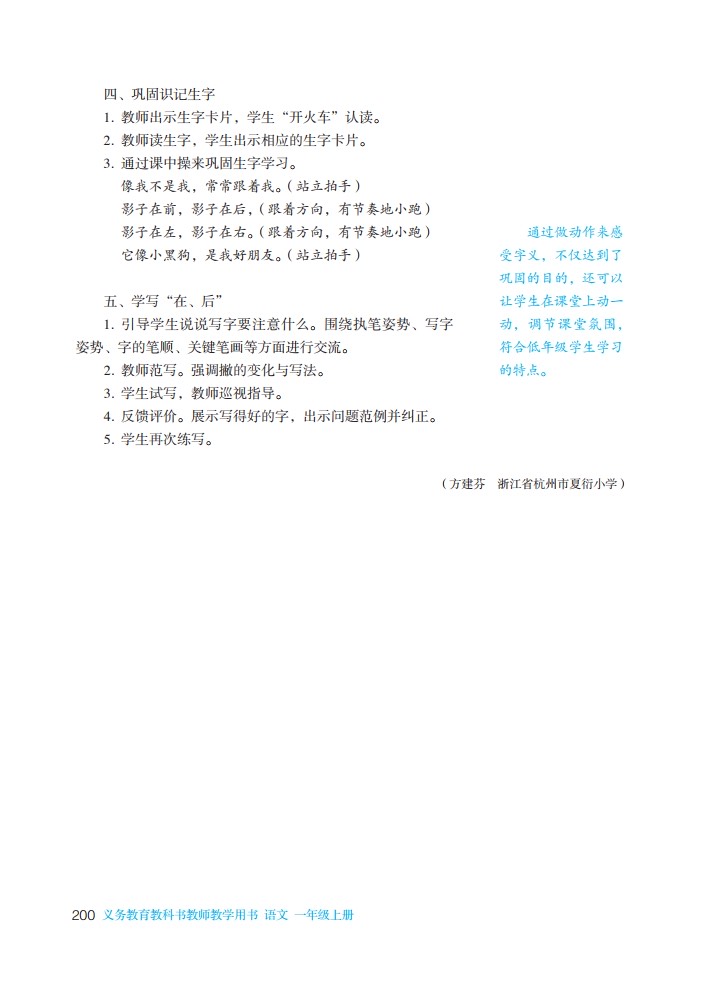 四、巩固识记生字
1. 教师出示生字卡片，学生“开火车”认读。
2. 教师读生字，学生出示相应的生字卡片。
3. 通过课中操来巩固生字学习。
像我不是我，常常跟着我。（站立拍手）
影子在前，影子在后，（跟着方向，有节奏地小跑）
影子在左，影子在右。（跟着方向，有节奏地小跑）
它像小黑狗，是我好朋友。（站立拍手）
通过做动作来感
受字义，不仅达到了
巩固的目的，还可以
让学生在课堂上动一
动，调节课堂氛围，
符合低年级学生学习
的特点。
五、学写“在、后”
1. 引导学生说说写字要注意什么。围绕执笔姿势、写字
姿势、字的笔顺、关键笔画等方面进行交流。
2. 教师范写。强调撇的变化与写法。
3. 学生试写，教师巡视指导。
4. 反馈评价。展示写得好的字，出示问题范例并纠正。
5. 学生再次练写。
（方建芬　浙江省杭州市夏衍小学）
200 义务教育教科书教师教学用书 语文 一年级上册